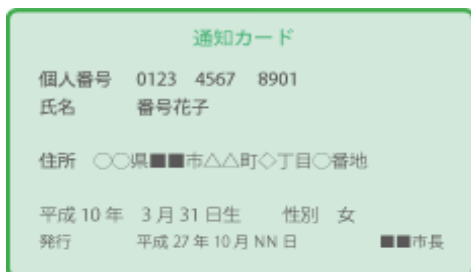 通知カード
個人番号 0123 4567 8901
氏名 番号花子
住所 ○○県■■市△△町◇丁目○番地
平成10年 3月31日生 性別 女
発行 平成27年10月NN日 ■■市長